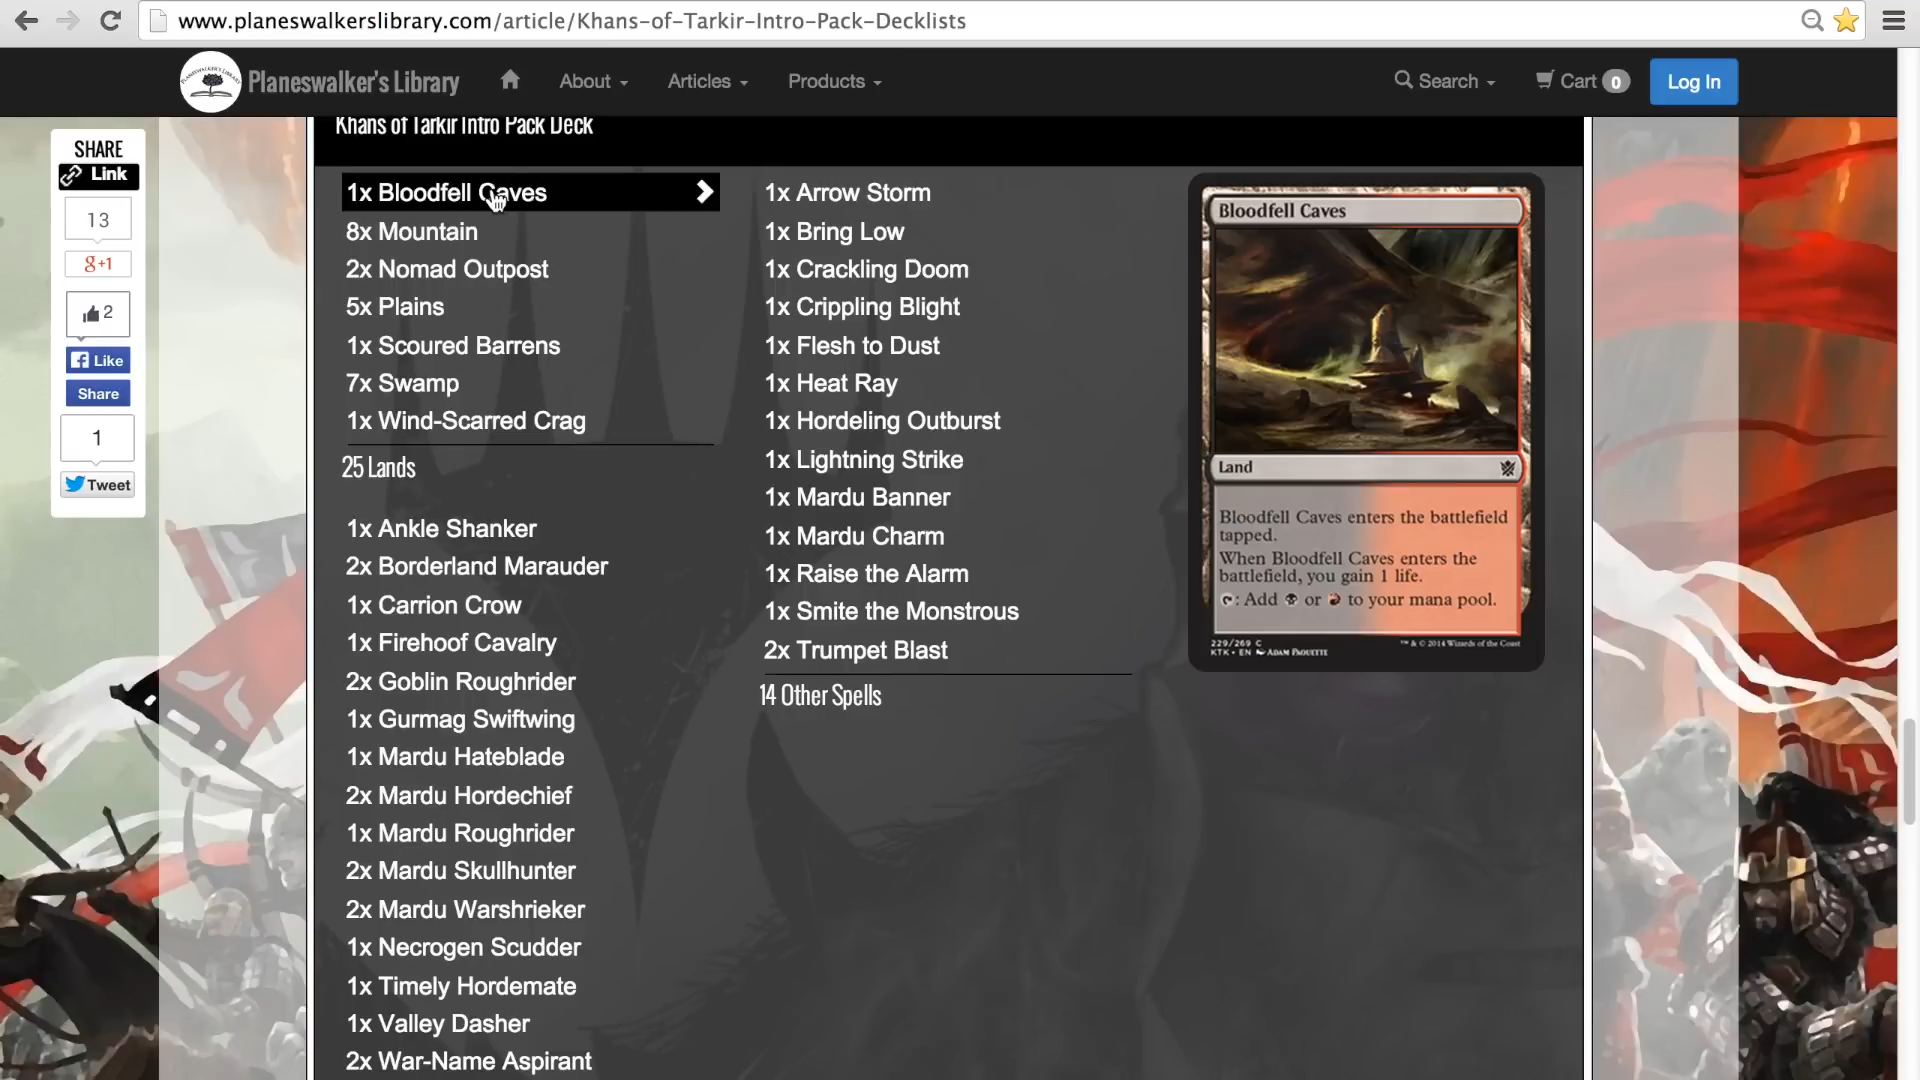 www.planeswalkerslibrary.com/article/Khans-of-Tarkir-Intro-Pack-Decklists
Planeswalker's Library
About
Articles
Products
Search
Cart 0
Log In
SHARE
Link
13
g+1
2
Like
Share
1
Tweet
Khans of Tarkir Intro Pack Deck
1x Bloodfell Caves
8x Mountain
2x Nomad Outpost
5x Plains
1x Scoured Barrens
7x Swamp
1x Wind-Scarred Crag
25 Lands
1x Ankle Shanker
2x Borderland Marauder
1x Carrion Crow
1x Firehoof Cavalry
2x Goblin Roughrider
1x Gurmag Swiftwing
1x Mardu Hateblade
2x Mardu Hordechief
1x Mardu Roughrider
2x Mardu Skullhunter
2x Mardu Warshrieker
1x Necrogen Scudder
1x Timely Hordemate
1x Valley Dasher
2x War-Name Aspirant
1x Arrow Storm
1x Bring Low
1x Crackling Doom
1x Crippling Blight
1x Flesh to Dust
1x Heat Ray
1x Hordeling Outburst
1x Lightning Strike
1x Mardu Banner
1x Mardu Charm
1x Raise the Alarm
1x Smite the Monstrous
2x Trumpet Blast
14 Other Spells
Bloodfell Caves
Land
Bloodfell Caves enters the battlefield
tapped.
When Bloodfell Caves enters the
battlefield, you gain 1 life.
: Add or to your mana pool.
229/269 C
™ & © 2014 Wizards of the Coast
KTK • EN Adam Paquette